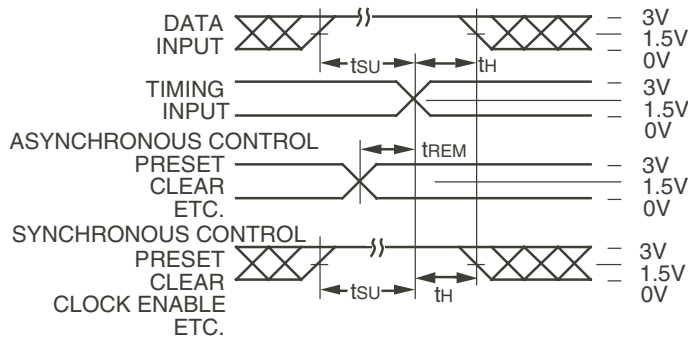 DATA
INPUT
tSU
tH
3V
1.5V
0V
TIMING
INPUT
3V
1.5V
0V
ASYNCHRONOUS CONTROL
PRESET
CLEAR
ETC.
tREM
3V
1.5V
0V
SYNCHRONOUS CONTROL
PRESET
CLEAR
CLOCK ENABLE
ETC.
tSU
tH
3V
1.5V
0V